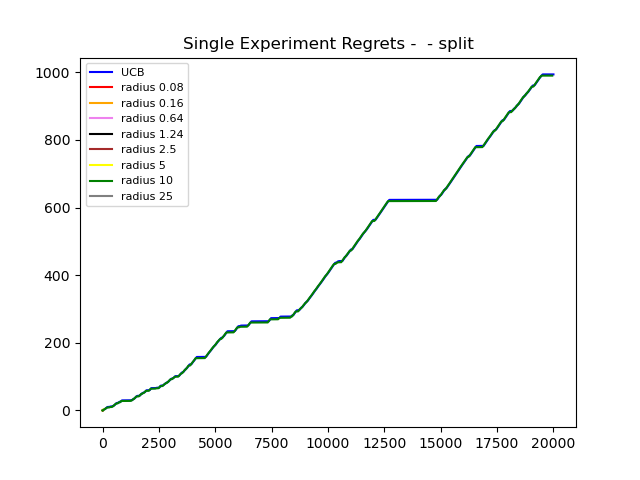 Single Experiment Regrets -  - split
UCB
radius 0.08
radius 0.16
radius 0.64
radius 1.24
radius 2.5
radius 5
radius 10
radius 25
1000
800
600
400
200
0
0 2500 5000 7500 10000 12500 15000 17500 20000